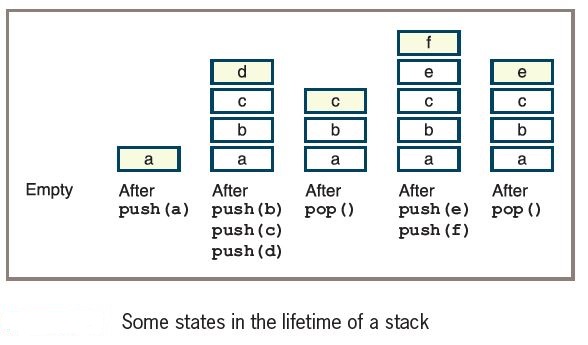 f
d e e
c c c c
b b b b
a a a a a
Empty After After After After After
push(a) push(b) pop() push(e) pop()
push(c) push(f)
push(d)
Some states in the lifetime of a stack